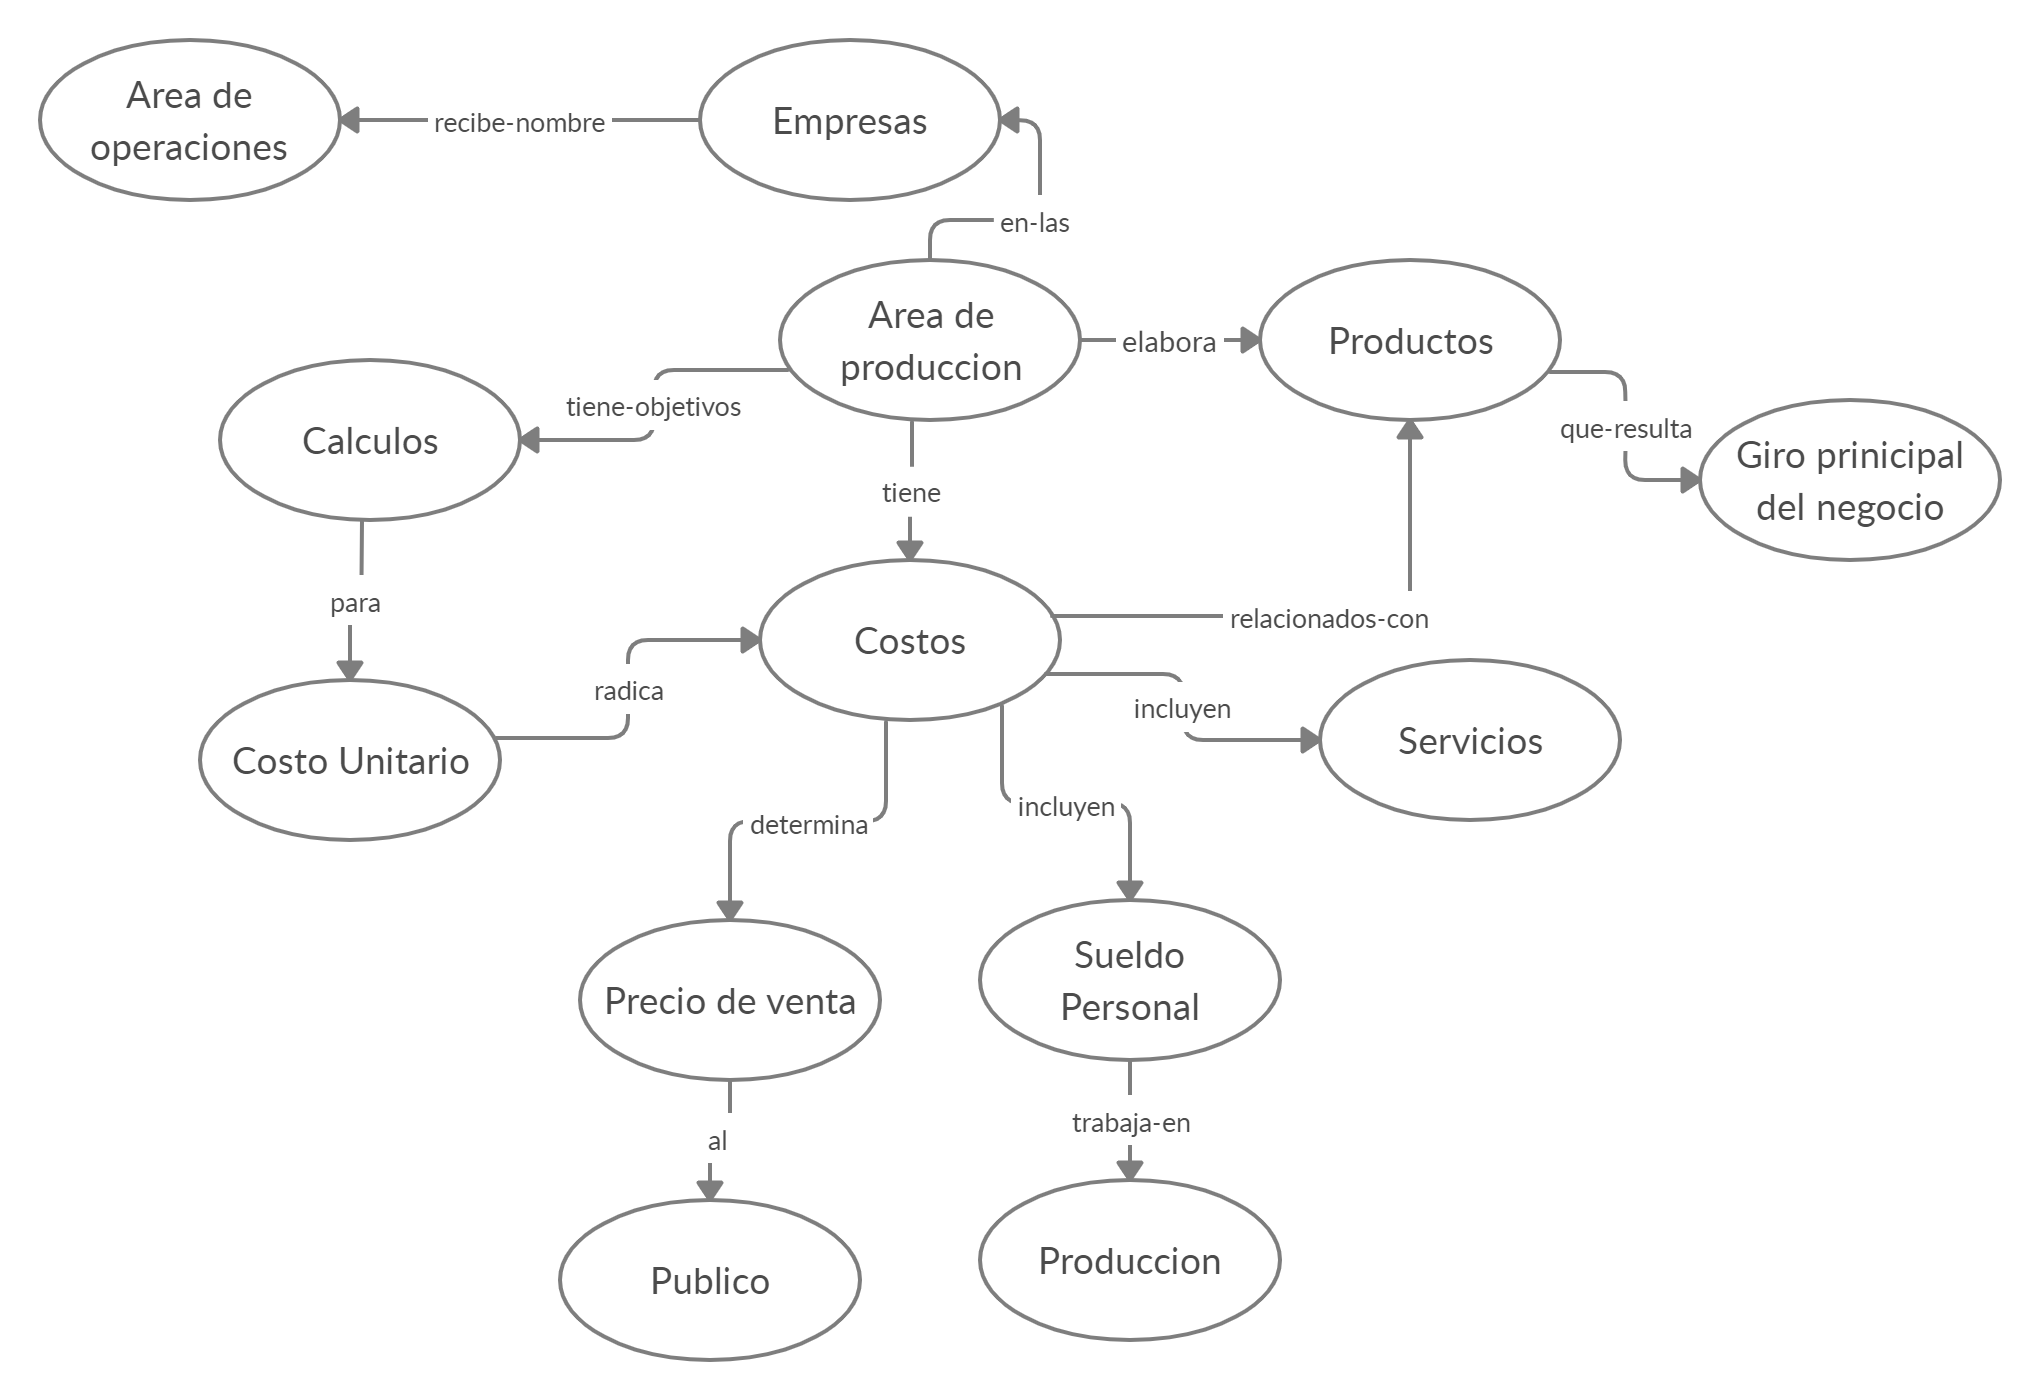 Area de
operaciones
recibe-nombre
Empresas
en-las
Area de
produccion
elabora
Productos
que-resulta
Giro prinicipal
del negocio
tiene-objetivos
Calculos
tiene
para
Costo Unitario
radica
Costos
relacionados-con
incluyen
Servicios
determina
incluyen
Precio de venta
Sueldo
Personal
al
trabaja-en
Publico
Produccion